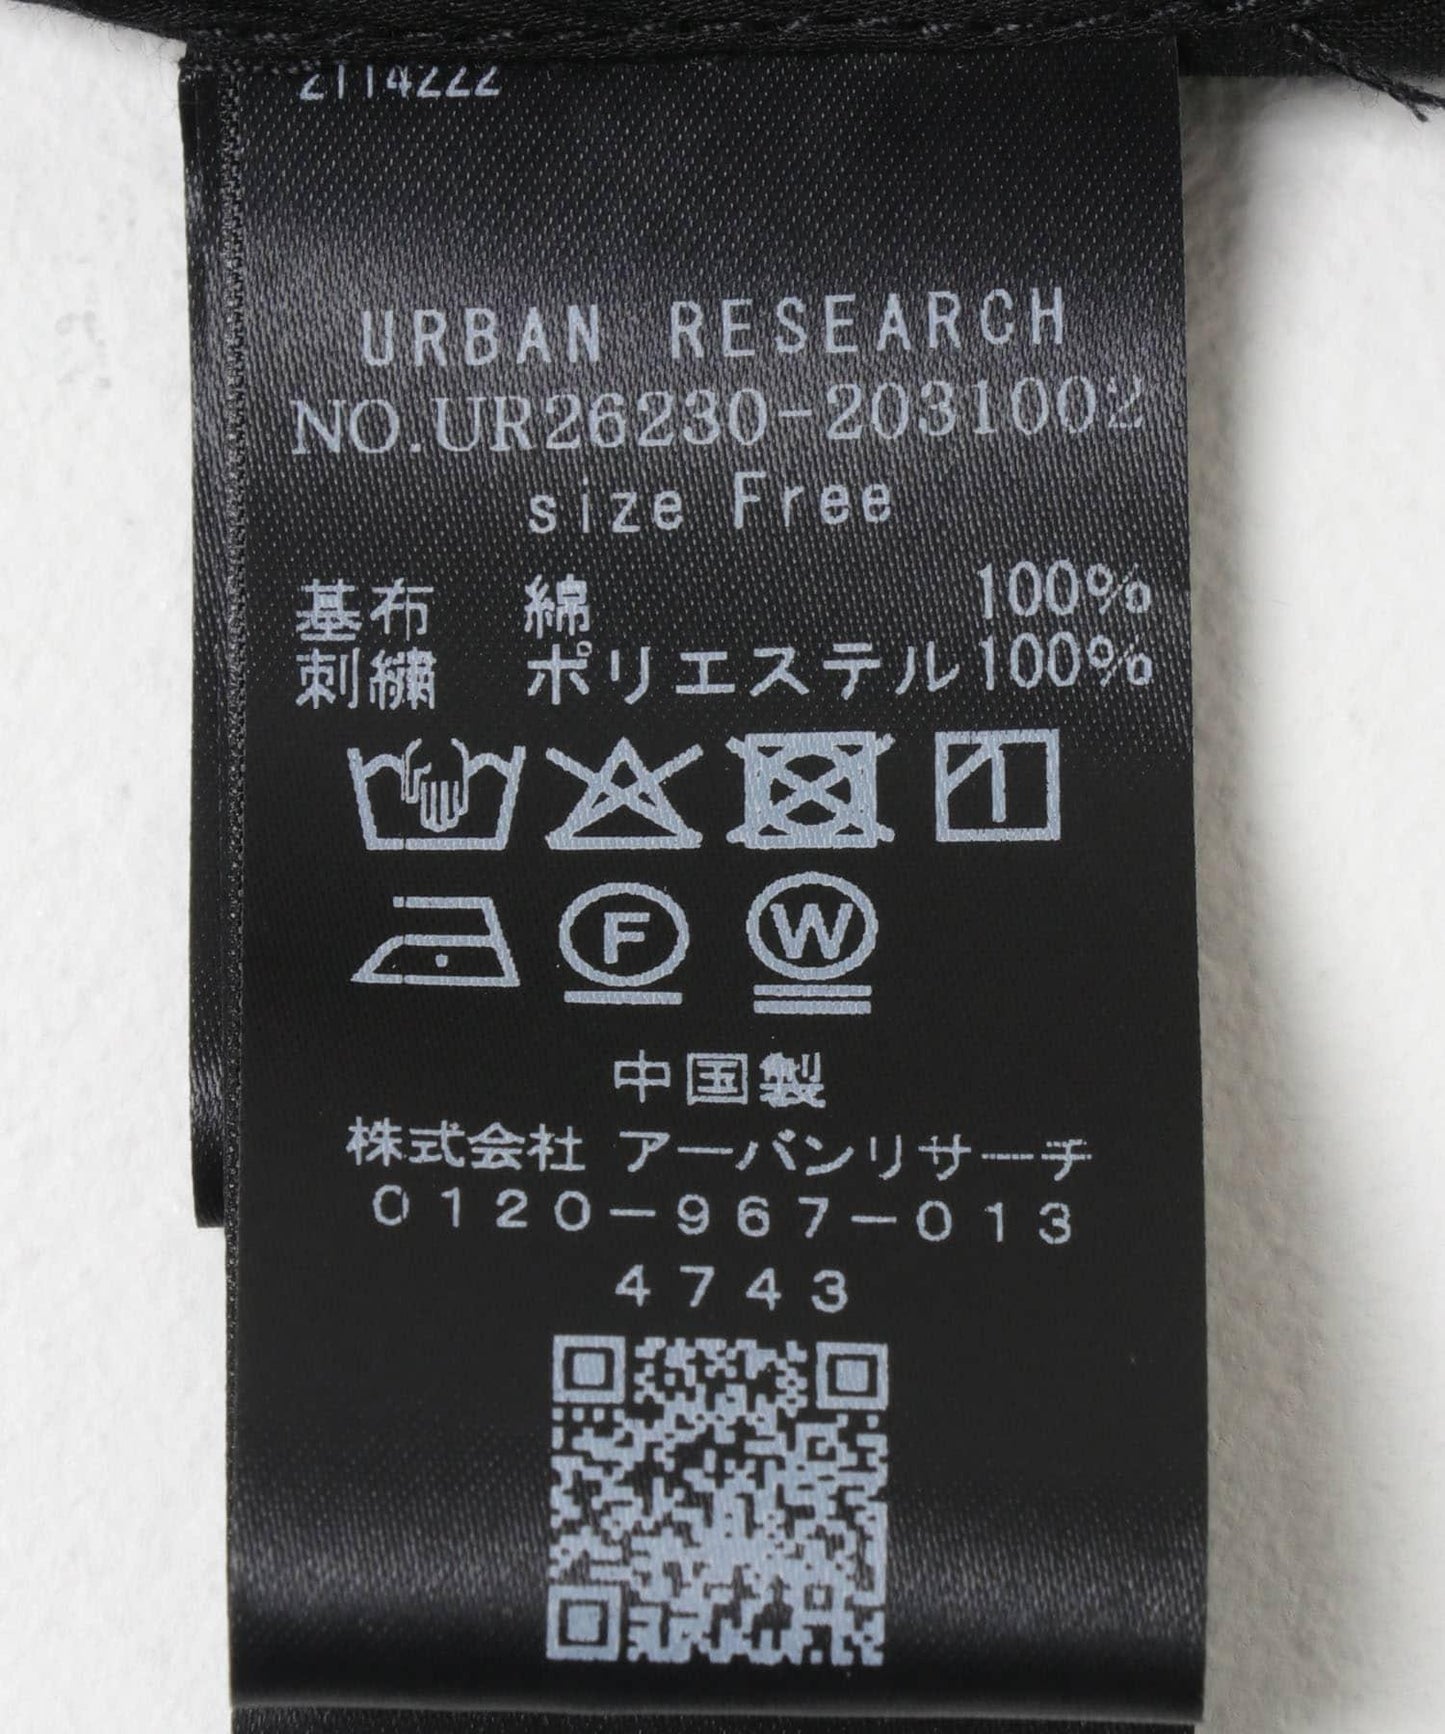 2114222
URBAN RESEARCH
NO.UR26230-2031002
size Free
基布 綿 100%
刺繍 ポリエステル100%
F W
中国製
株式会社 アーバンリサーチ
0120-967-013
4743